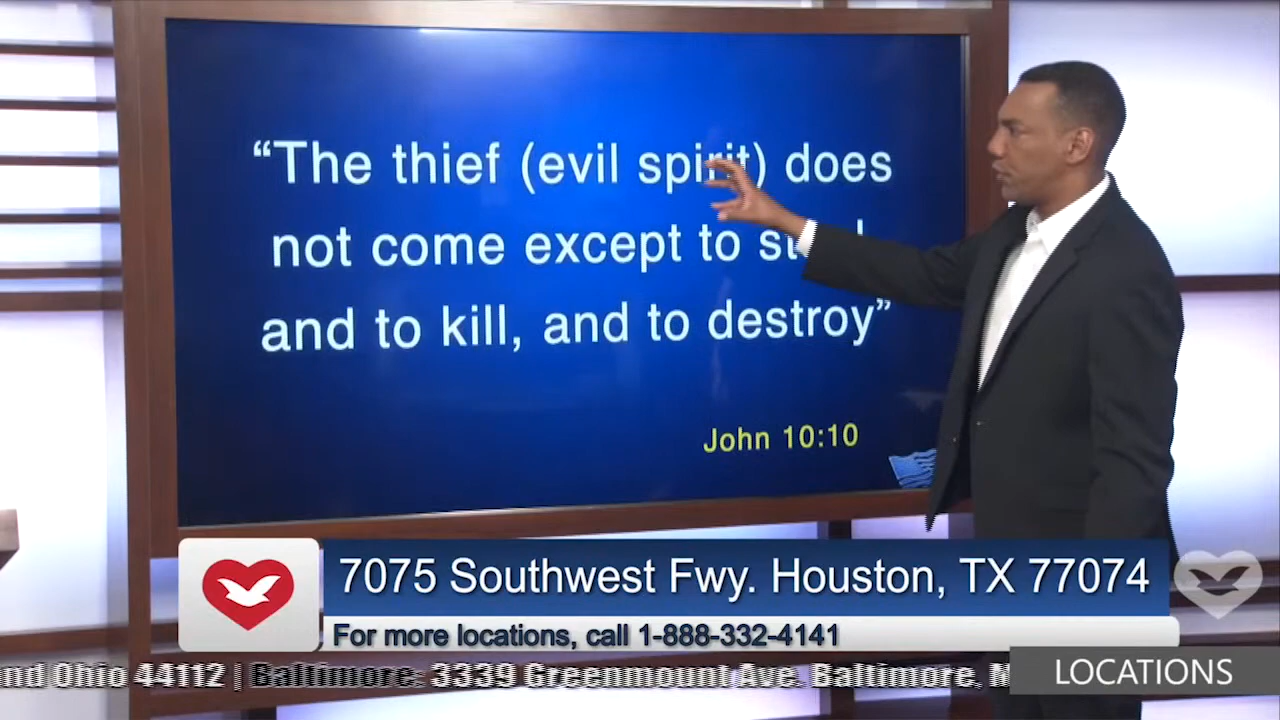 “The thief (evil spirit) does
not come except to
and to kill, and to destroy”
John 10:10
7075 Southwest Fwy. Houston, TX 77074
For more locations, call 1-888-332-4141
Ohio 44112 | Baltimore: 3339 Greenmount Ave. Baltimore,
LOCATIONS